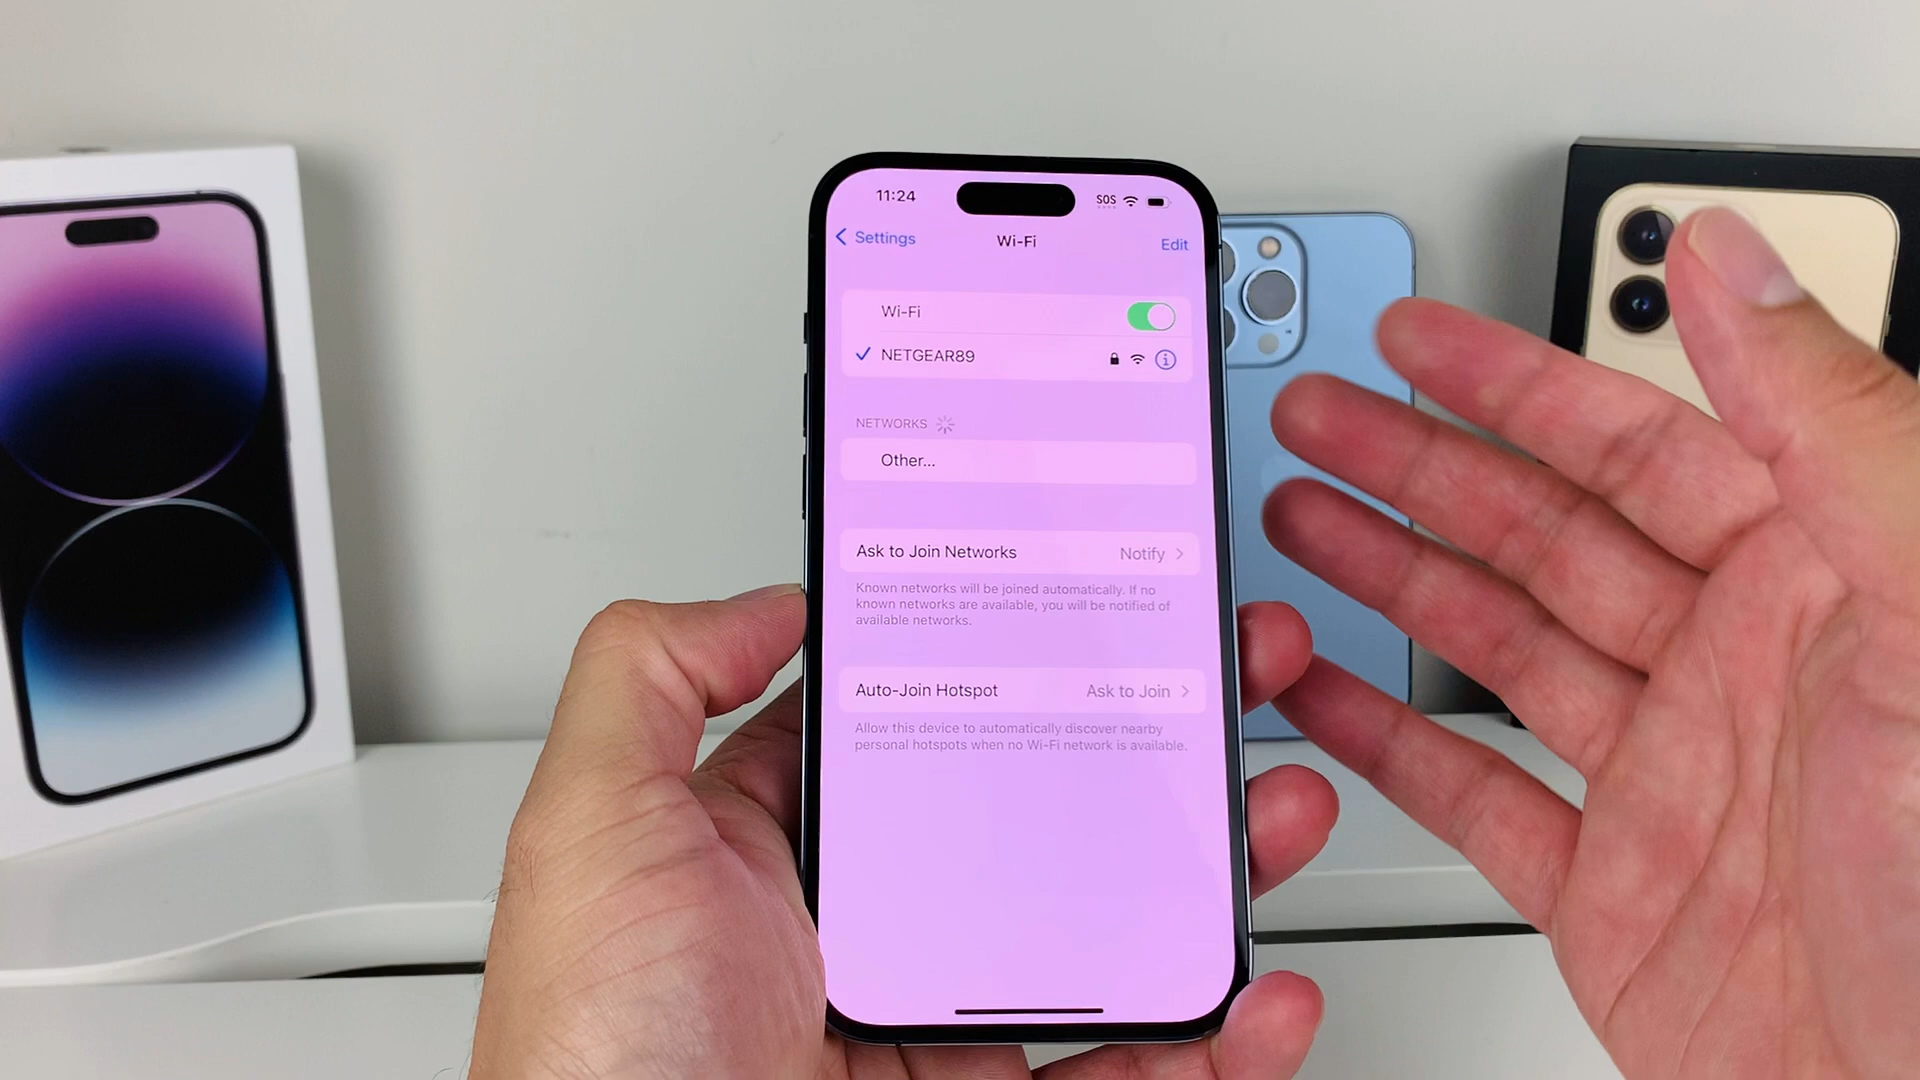 11:24
SOS
Settings
Wi-Fi
Edit
Wi-Fi
NETGEAR89
NETWORKS
Other...
Ask to Join Networks
Notify
Known networks will be joined automatically. If no
known networks are available, you will be notified of
available networks.
Auto-Join Hotspot
Ask to Join
Allow this device to automatically discover nearby
personal hotspots when no Wi-Fi network is available.